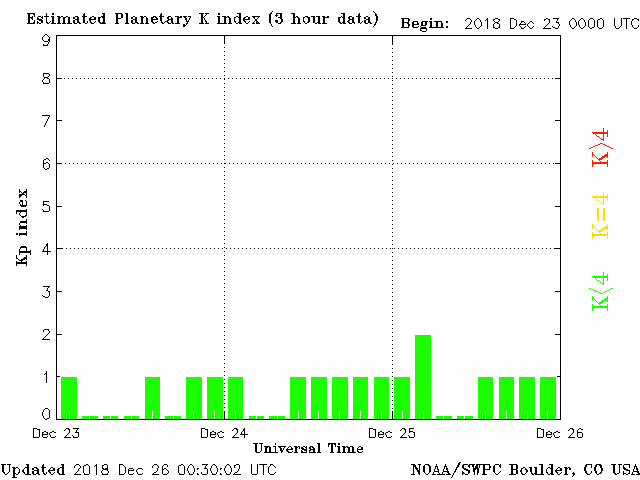 Estimated Planetary K index (3 hour data) Begin: 2018 Dec 23 0000 UTC
9
8
7
6
5
4
3
2
1
0
Kp index
K>4
K=4
K<4
Dec 23 Dec 24 Dec 25 Dec 26
Universal Time
Updated 2018 Dec 26 00:30:02 UTC NOAA/SWPC Boulder, CO USA